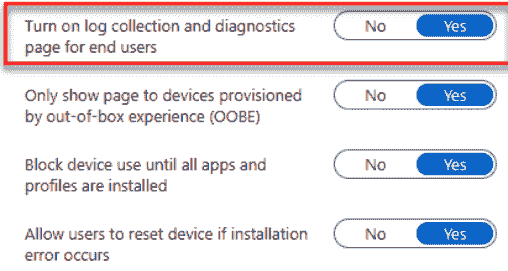 Turn on log collection and diagnostics No Yes
page for end users
Only show page to devices provisioned No Yes
by out-of-box experience (OOBE)
Block device use until all apps and No Yes
profiles are installed
Allow users to reset device if installation No Yes
error occurs